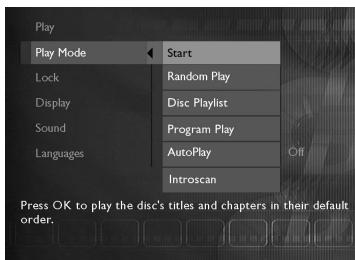 Play
Play Mode
Start
Lock
Random Play
Display
Disc Playlist
Sound
Program Play
Languages
AutoPlay
Off
Introscan
Press OK to play the disc's titles and chapters in their default
order.